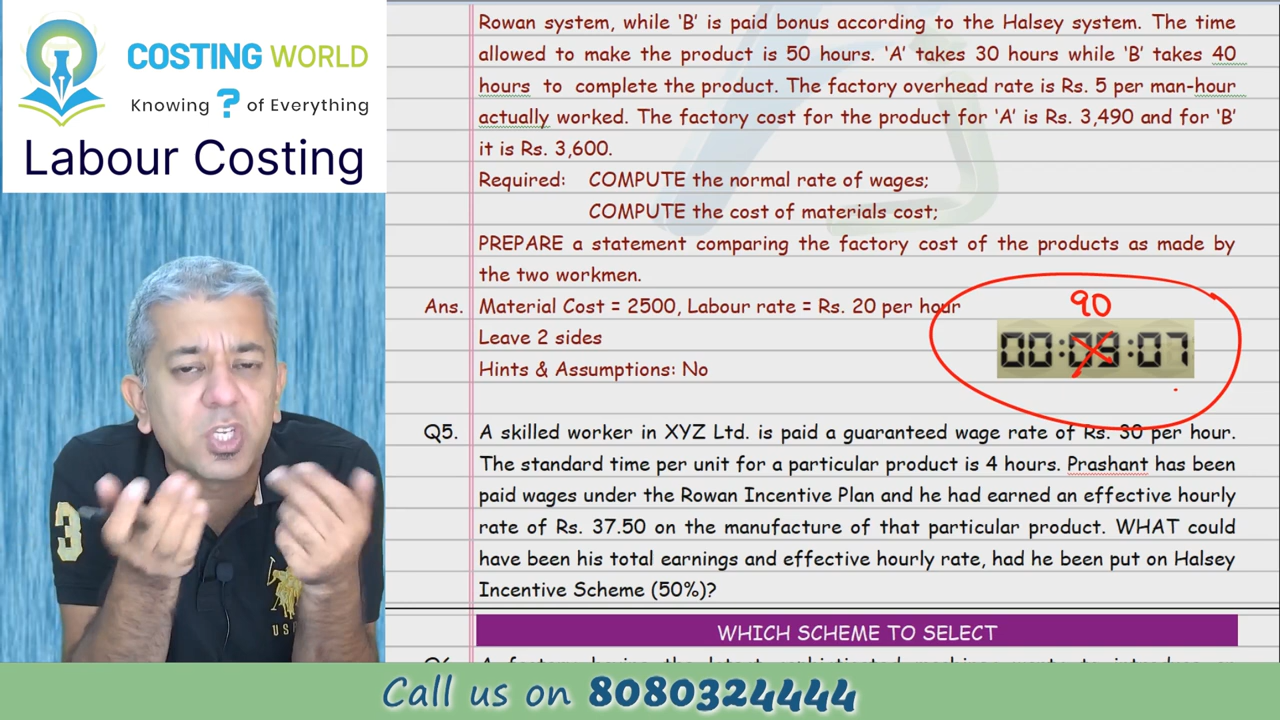 COSTING WORLD
Knowing ? of Everything
Labour Costing
3
US
Rowan system, while ‘B’ is paid bonus according to the Halsey system. The time
allowed to make the product is 50 hours. ‘A’ takes 30 hours while ‘B’ takes 40
hours to complete the product. The factory overhead rate is Rs. 5 per man-hour
actually worked. The factory cost for the product for ‘A’ is Rs. 3,490 and for ‘B’
it is Rs. 3,600.
Required: COMPUTE the normal rate of wages;
COMPUTE the cost of materials cost;
PREPARE a statement comparing the factory cost of the products as made by
the two workmen.
Ans. Material Cost = 2500, Labour rate = Rs. 20 per hour
90
Leave 2 sides
00:09:07
Hints & Assumptions: No
Q5. A skilled worker in XYZ Ltd. is paid a guaranteed wage rate of Rs. 30 per hour.
The standard time per unit for a particular product is 4 hours. Prashant has been
paid wages under the Rowan Incentive Plan and he had earned an effective hourly
rate of Rs. 37.50 on the manufacture of that particular product. WHAT could
have been his total earnings and effective hourly rate, had he been put on Halsey
Incentive Scheme (50%)?
WHICH SCHEME TO SELECT
Call us on 8080324444